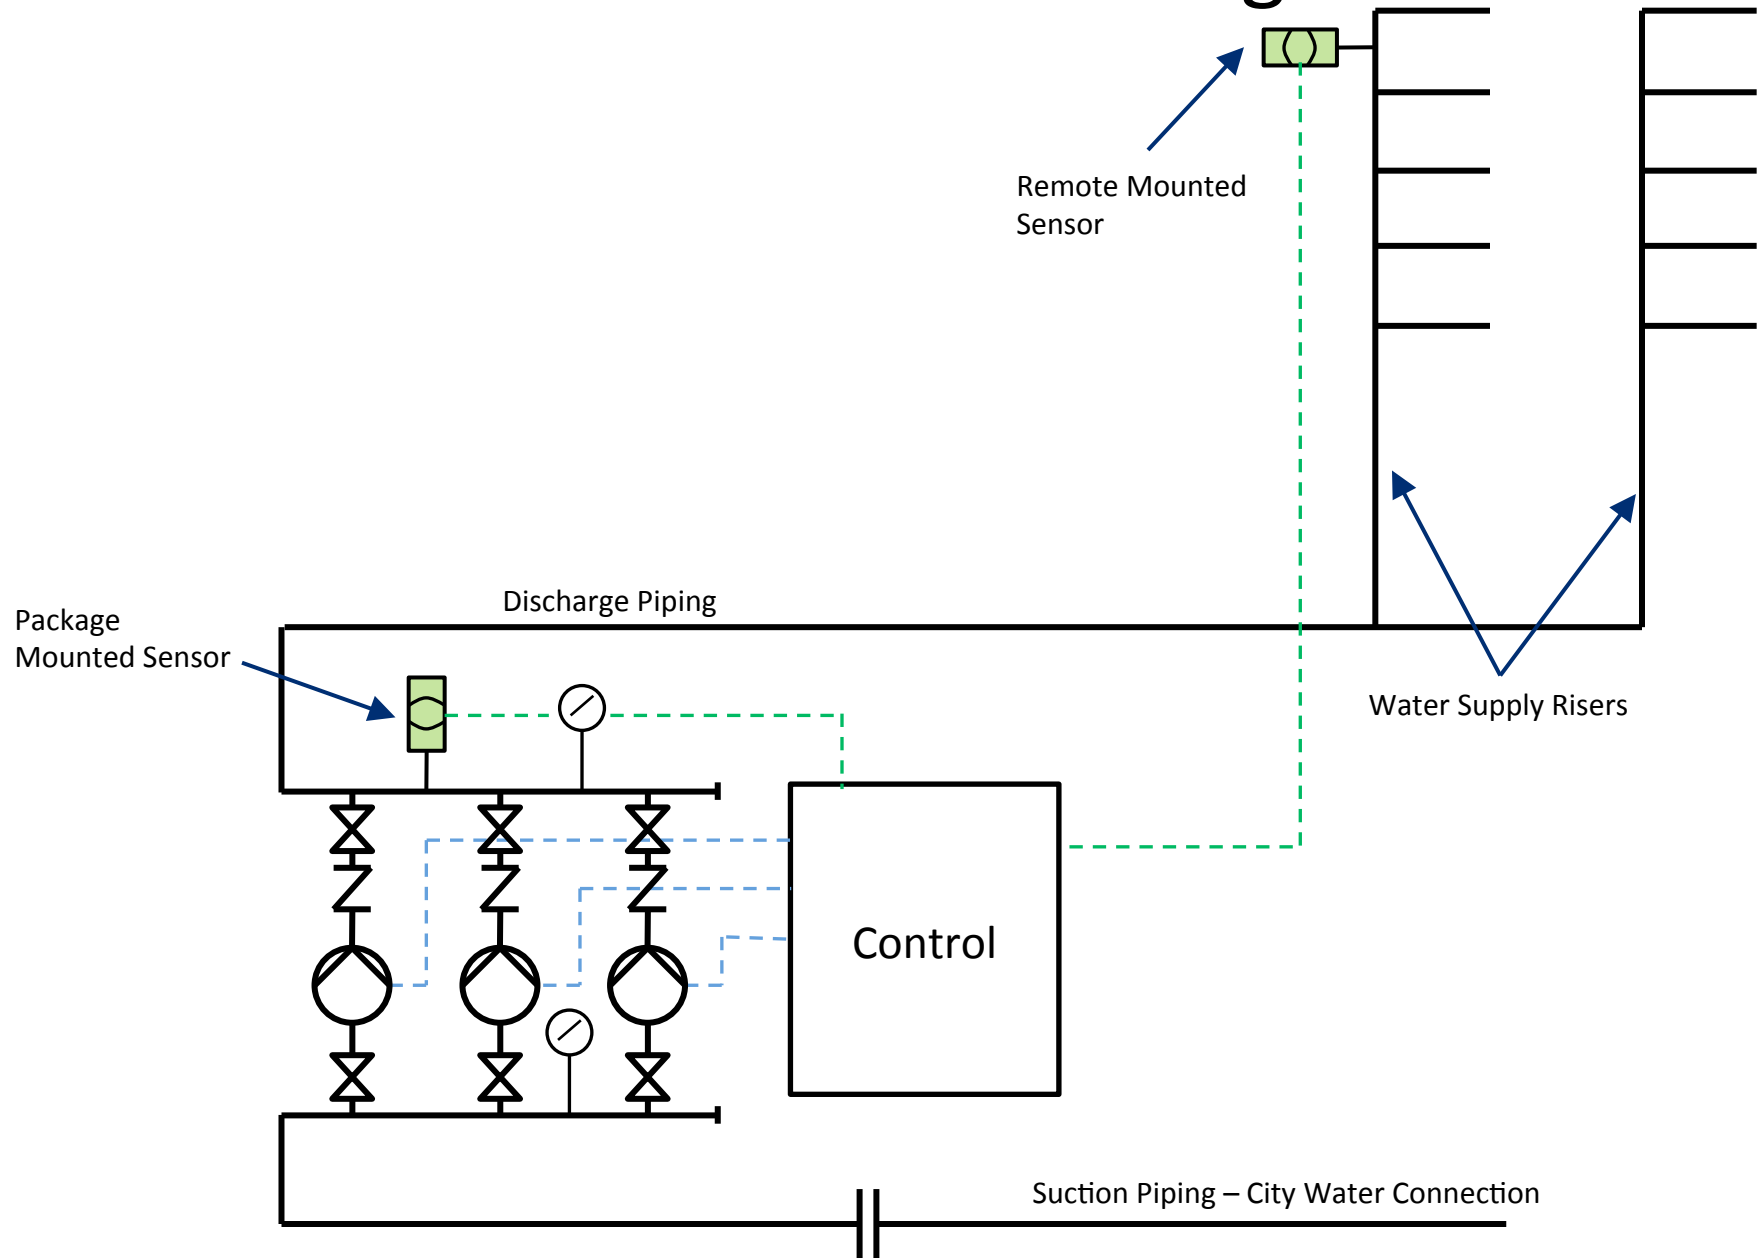 Remote Mounted
Sensor
Discharge Piping
Package
Mounted Sensor
Water Supply Risers
Control
Suction Piping – City Water Connection